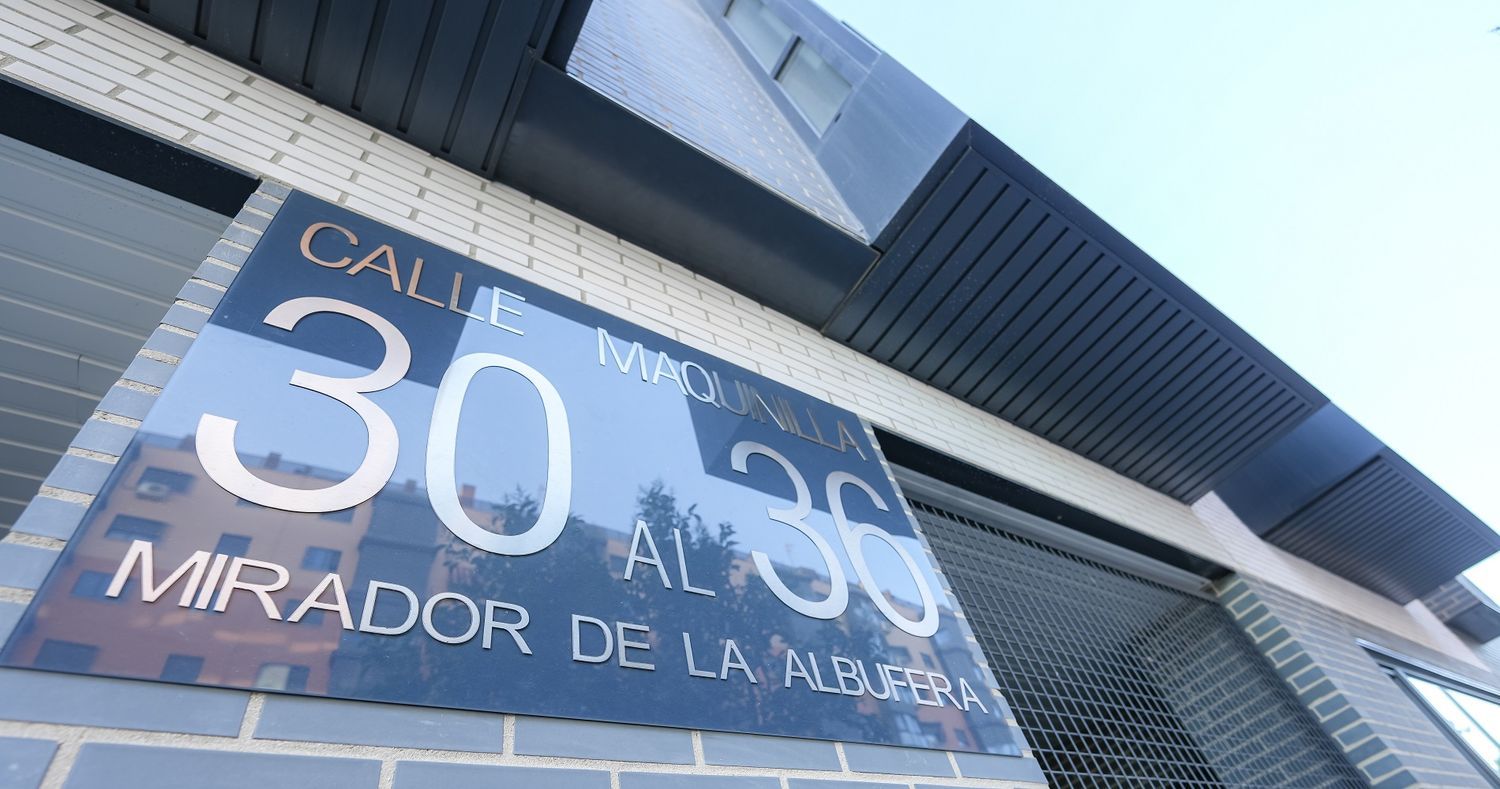 CALLE MAQUINILLA
30 AL 36
MIRADOR DE LA ALBUFERA